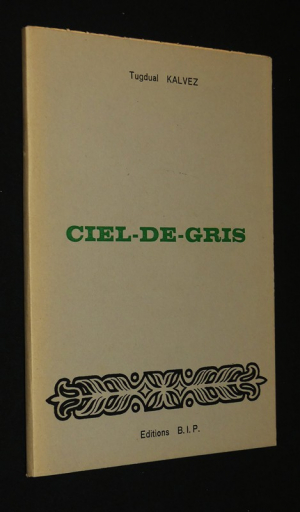 Tugdual KALVEZ
CIEL-DE-GRIS
Editions B.I.P.